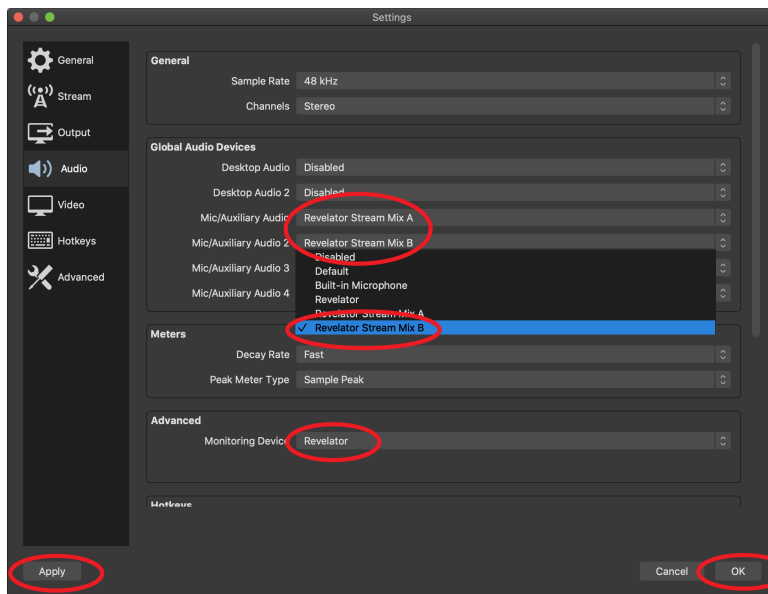 Settings
General
Stream
Output
Audio
Video
Hotkeys
Advanced
General
Sample Rate 48 kHz
Channels Stereo
Global Audio Devices
Desktop Audio Disabled
Desktop Audio 2 Disabled
Mic/Auxiliary Audio Revelator Stream Mix A
Mic/Auxiliary Audio 2 Revelator Stream Mix B
Mic/Auxiliary Audio 3
Mic/Auxiliary Audio 4
Disabled
Default
Built-in Microphone
Revelator
Revelator Stream Mix A
✓ Revelator Stream Mix B
Meters
Decay Rate Fast
Peak Meter Type Sample Peak
Advanced
Monitoring Device Revelator
Hotkeys
Apply
Cancel
OK